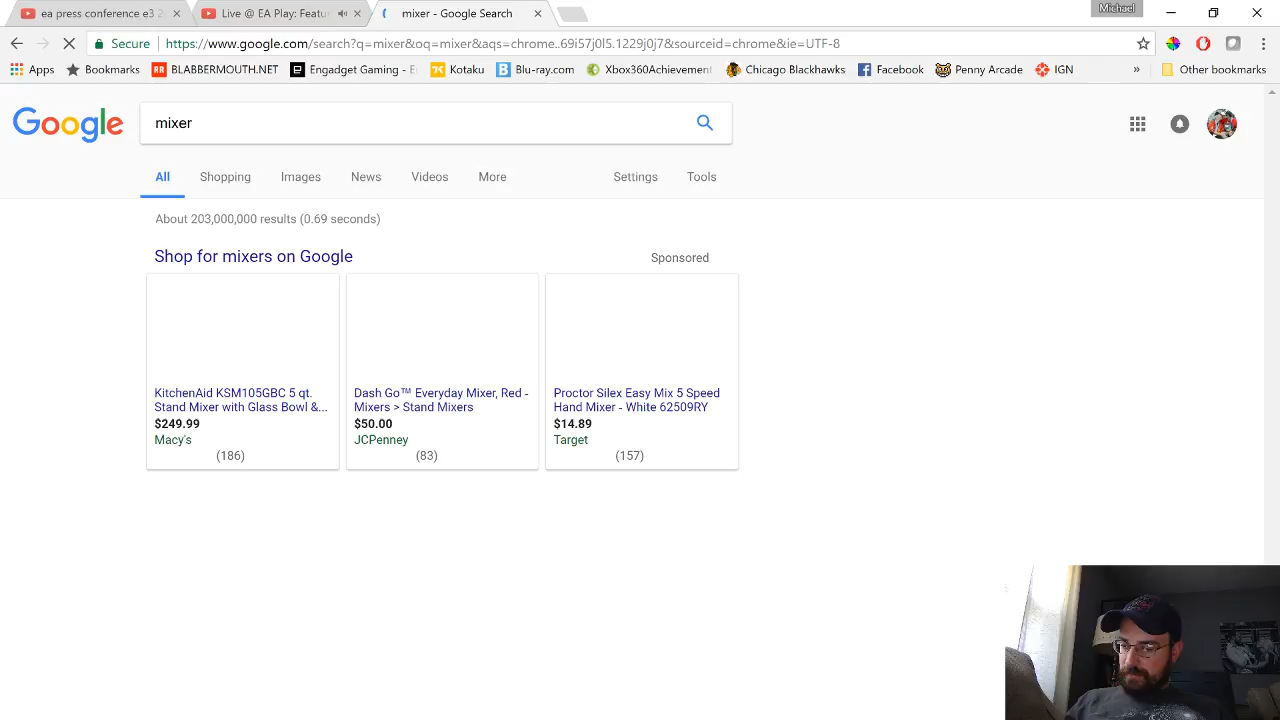 ea press conference e3 2
Live @ EA Play: Featu
mixer - Google Search
Michael
Secure
https://www.google.com/search?q=mixer&oq=mixer&aqs=chrome..69i57j0l5.1229j0j7&sourceid=chrome&ie=UTF-8
Apps
Bookmarks
RR BLABBERMOUTH.NET
Engadget Gaming - E
Kotaku
B Blu-ray.com
Xbox360Achievement
Chicago Blackhawks
Facebook
Penny Arcade
IGN
»
Other bookmarks
Google
mixer
All
Shopping
Images
News
Videos
More
Settings
Tools
About 203,000,000 results (0.69 seconds)
Shop for mixers on Google
Sponsored
KitchenAid KSM105GBC 5 qt.
Stand Mixer with Glass Bowl &...
$249.99
Macy's
(186)
Dash Go™ Everyday Mixer, Red -
Mixers > Stand Mixers
$50.00
JCPenney
(83)
Proctor Silex Easy Mix 5 Speed
Hand Mixer - White 62509RY
$14.89
Target
(157)